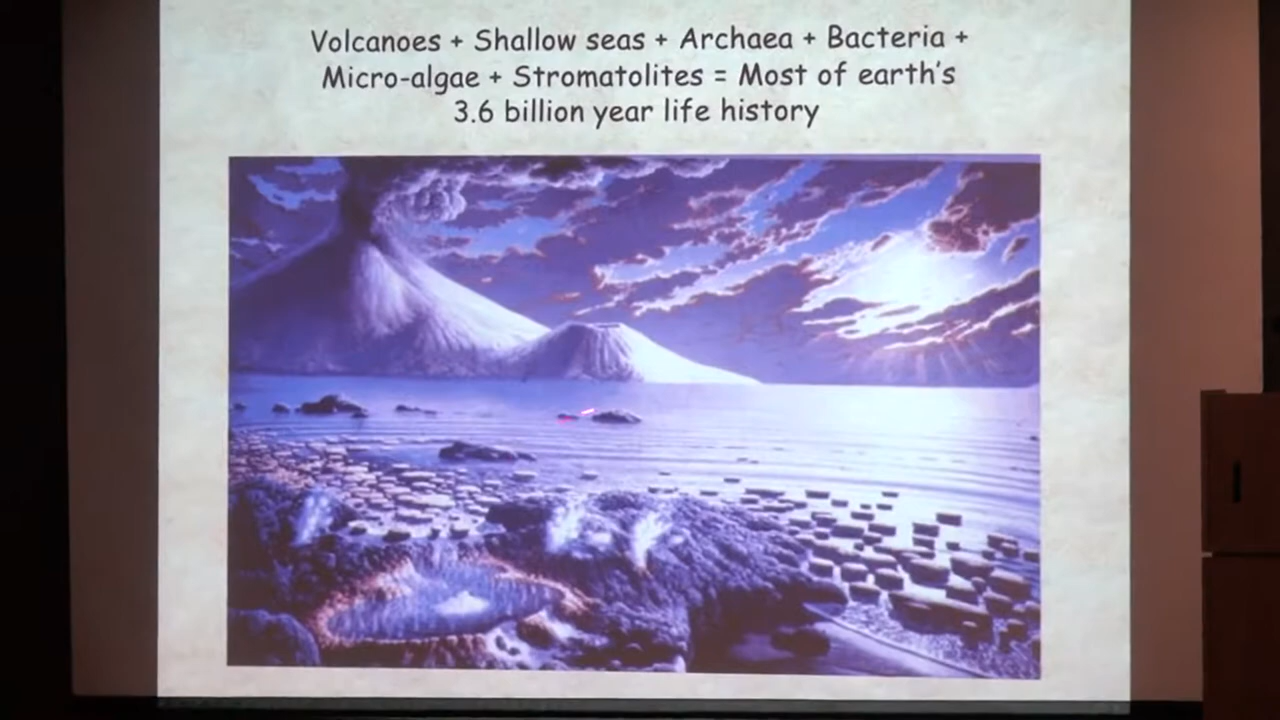 Volcanoes + Shallow seas + Archaea + Bacteria +
Micro-algae + Stromatolites = Most of earth's
3.6 billion year life history